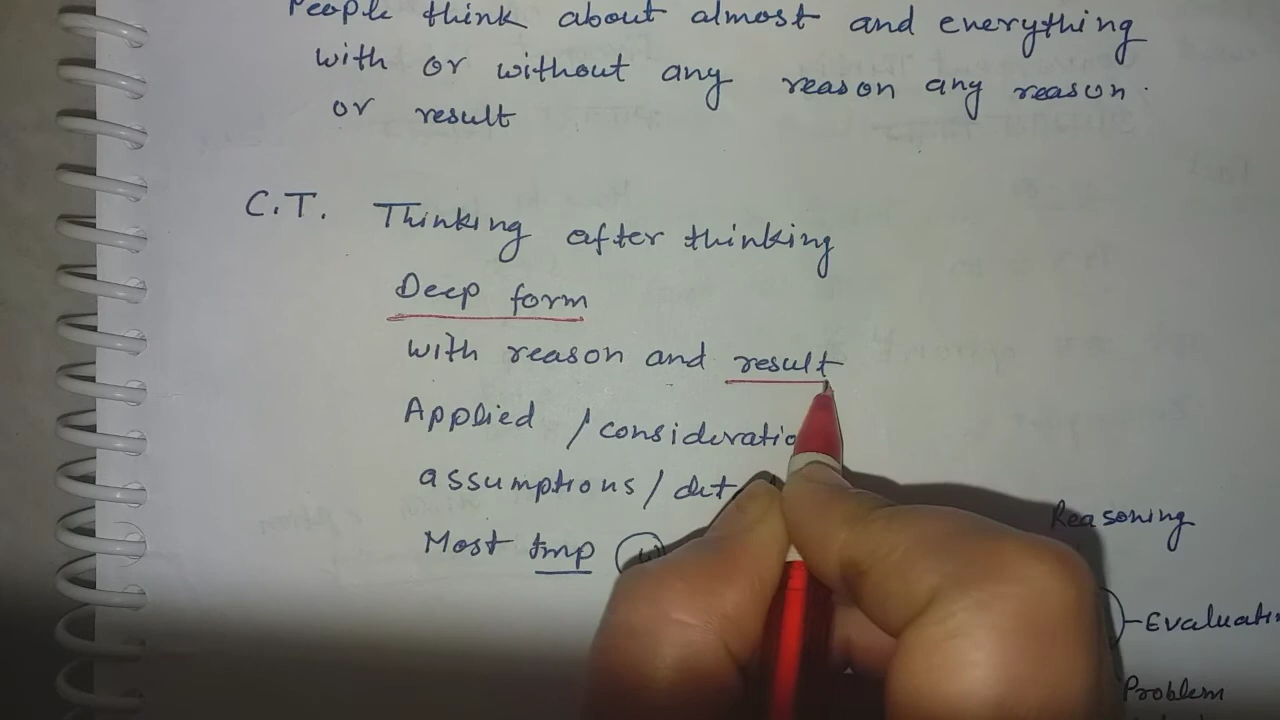 People think about almost and everything
with or without any reason any reason.
or result
C.T. Thinking after thinking
Deep form
with reason and result
Applied / consideratio
assumptions / det
Most Imp
Reasoning
Evaluatin
Problem